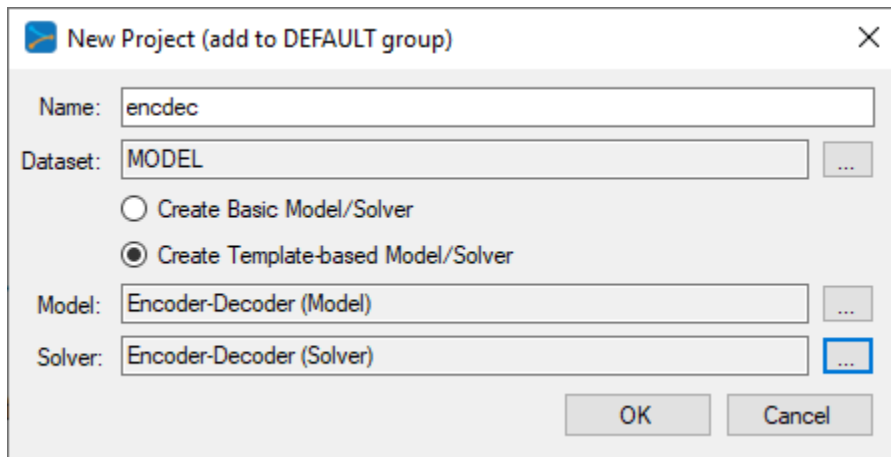 New Project (add to DEFAULT group)
Name: encdec
Dataset: MODEL ...
Create Basic Model/Solver
Create Template-based Model/Solver
Model: Encoder-Decoder (Model) ...
Solver: Encoder-Decoder (Solver) ...
OK Cancel